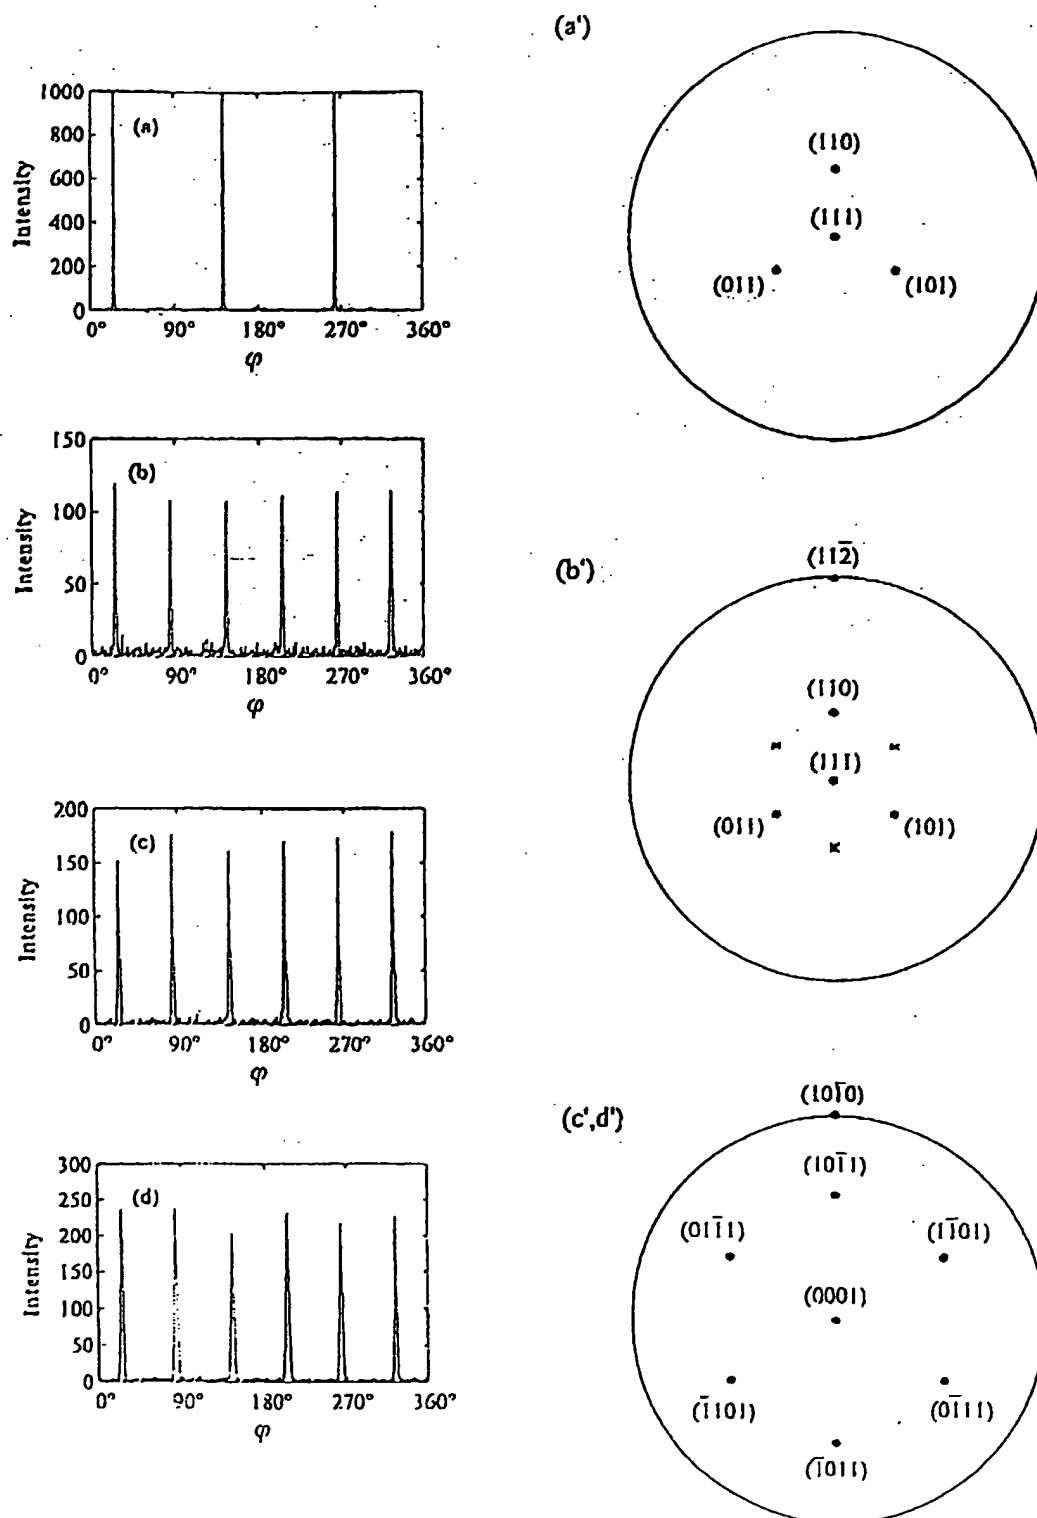 (a)
1000
800
600
400
200
0
Intensity
0° 90° 180° 270° 360°
φ
(a')
(110)
(111)
(011)
(101)
(b)
150
100
50
0
Intensity
0° 90° 180° 270° 360°
φ
(b')
(112̅)
(110)
(111)
(011)
(101)
(c)
200
150
100
50
0
Intensity
0° 90° 180° 270° 360°
φ
(d)
300
250
200
150
100
50
0
Intensity
0° 90° 180° 270° 360°
φ
(c',d')
(101̅0)
(101̅1)
(011̅1)
(11̅01)
(0001)
(1̅101)
(01̅11)
(1̅011)